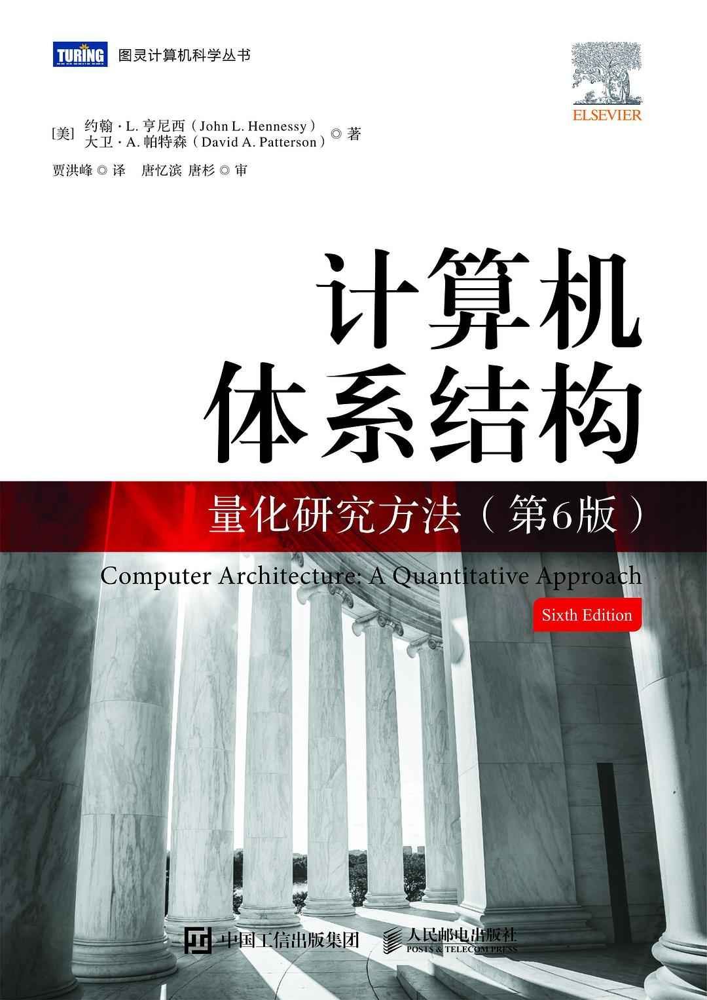 TURING 图灵计算机科学丛书
ELSEVIER
[美] 约翰·L. 亨尼西（John L. Hennessy）
大卫·A. 帕特森（David A. Patterson）◎ 著
贾洪峰 ◎ 译 唐忆滨 唐杉 ◎ 审
计算机
体系结构
量化研究方法（第6版）
Computer Architecture: A Quantitative Approach
Sixth Edition
中国工信出版集团 人民邮电出版社
POSTS & TELECOM PRESS